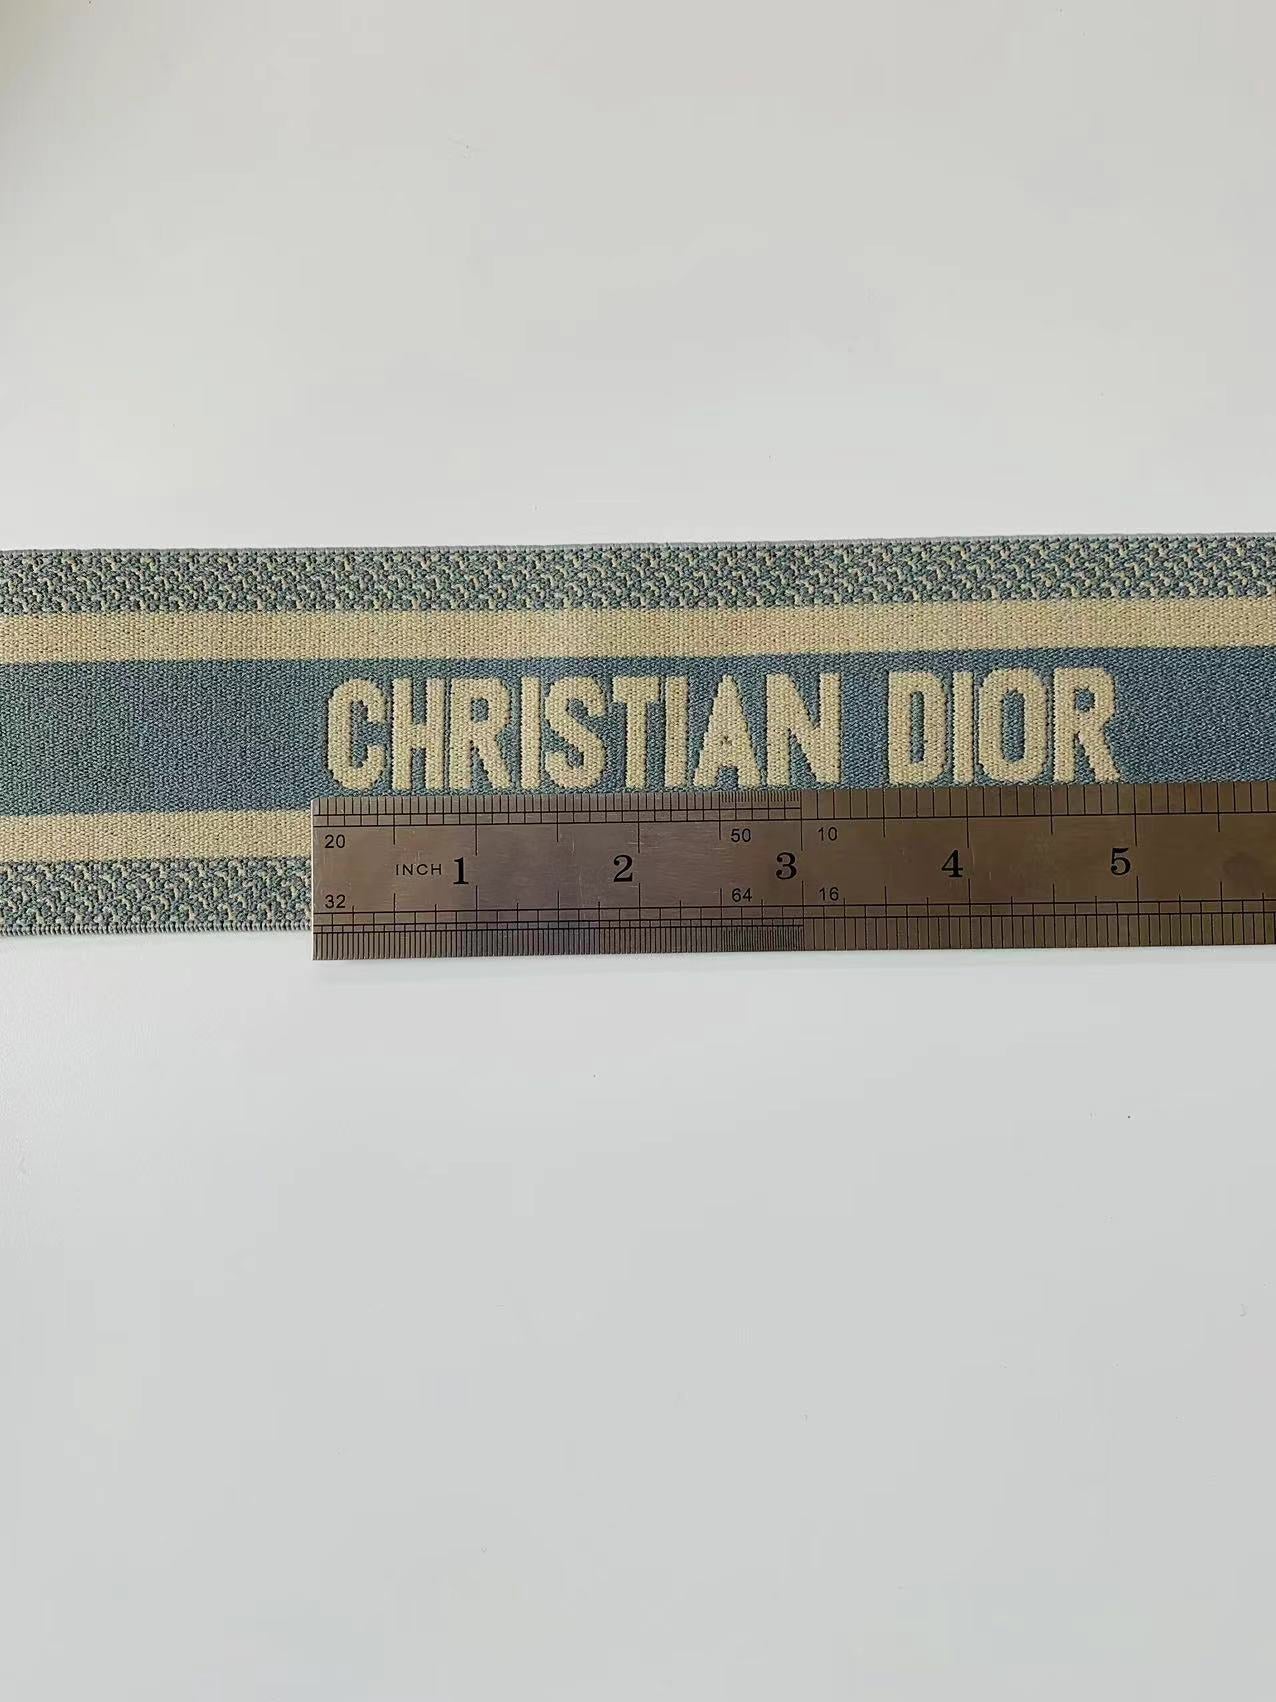 CHRISTIAN DIOR
20 50 10
INCH 1 2 3 4 5
32 64 16